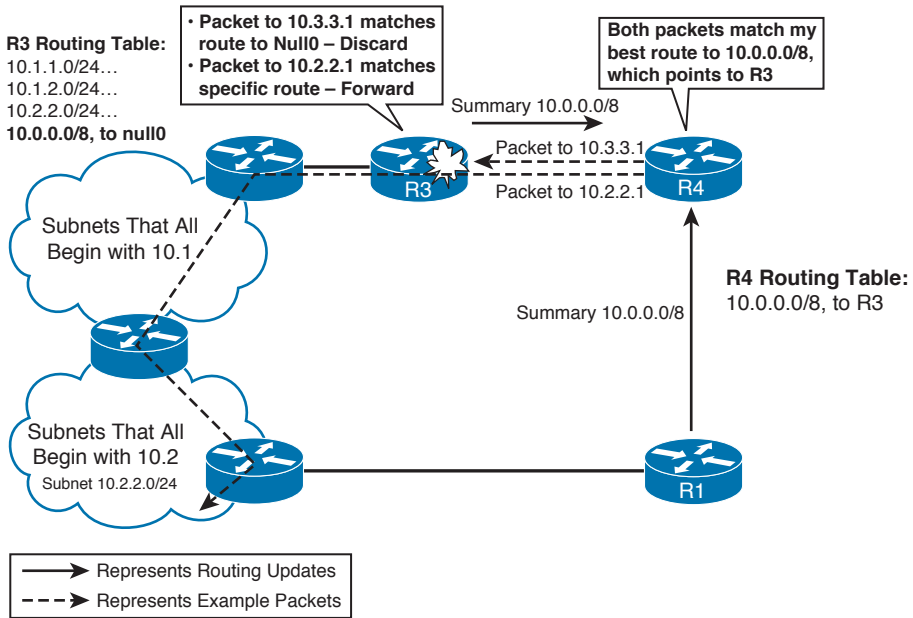 R3 Routing Table:
10.1.1.0/24…
10.1.2.0/24…
10.2.2.0/24…
10.0.0.0/8, to null0
• Packet to 10.3.3.1 matches
route to Null0 – Discard
• Packet to 10.2.2.1 matches
specific route – Forward
Both packets match my
best route to 10.0.0.0/8,
which points to R3
Summary 10.0.0.0/8
Packet to 10.3.3.1
Packet to 10.2.2.1
R3
R4
Subnets That All
Begin with 10.1
R4 Routing Table:
10.0.0.0/8, to R3
Summary 10.0.0.0/8
Subnets That All
Begin with 10.2
Subnet 10.2.2.0/24
R1
Represents Routing Updates
Represents Example Packets